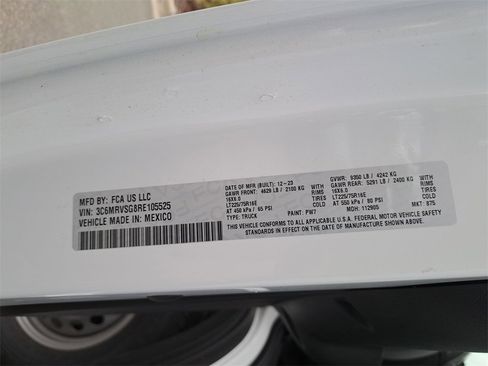 MFD BY: FCA US LLC
VIN: 3C6MRVSG8RE105525
VEHICLE MADE IN: MEXICO
DATE OF MFR (BUILT): 12-23
GAWR FRONT: 4629 LB / 2100 KG
16X6.0
LT225/75R16E
AT 450 kPa / 65 PSI
TYPE: TRUCK
WITH
RIMS
TIRES
COLD
PAINT: PW7
GVWR: 9350 LB / 4242 KG
GAWR REAR: 5291 LB / 2400 KG
16X6.0
LT225/75R16E
AT 550 kPa / 80 PSI
MDH: 112905
WITH
RIMS
TIRES
COLD
MKT: 875
THIS VEHICLE CONFORMS TO ALL APPLICABLE U.S.A. FEDERAL MOTOR VEHICLE SAFETY
STANDARDS IN EFFECT ON THE DATE OF MANUFACTURE SHOWN ABOVE.